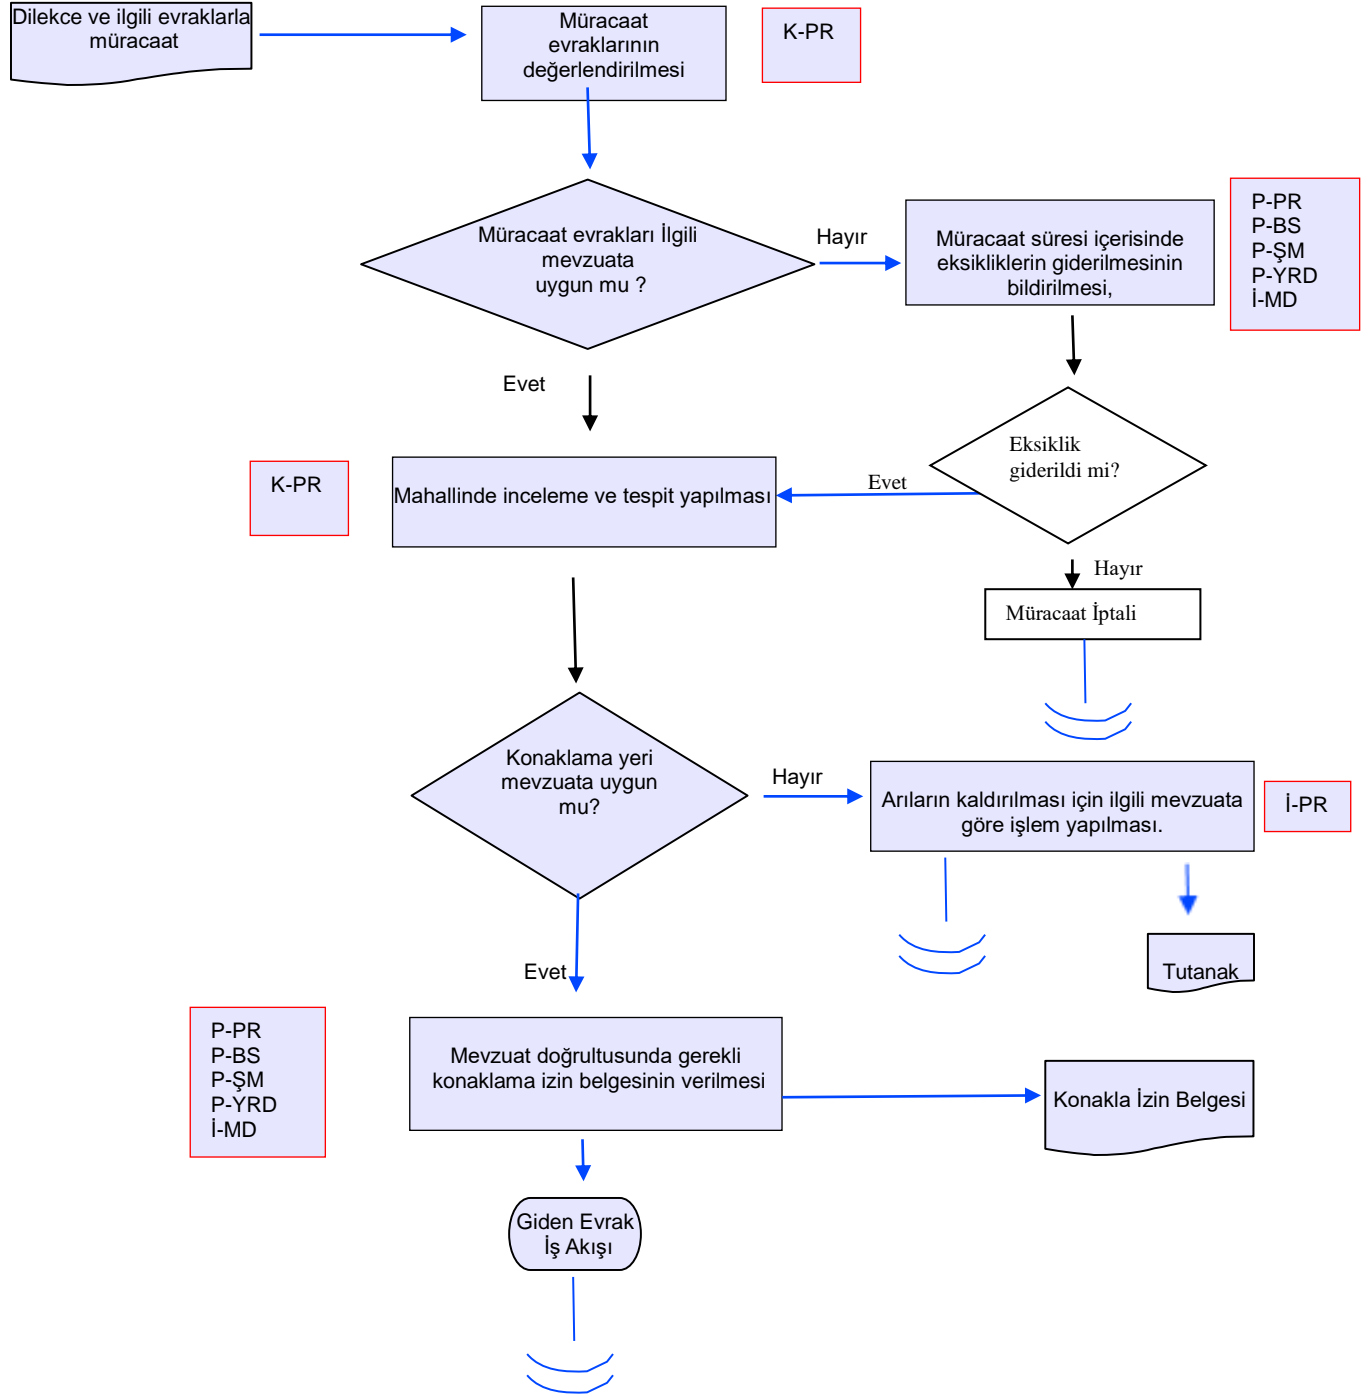 Dilekce ve ilgili evraklarla
müracaat
Müracaat
evraklarının
değerlendirilmesi
K-PR
Müracaat evrakları İlgili
mevzuata
uygun mu ?
Hayır
Müracaat süresi içerisinde
eksikliklerin giderilmesinin
bildirilmesi,
P-PR
P-BS
P-ŞM
P-YRD
İ-MD
Evet
Eksiklik
giderildi mi?
K-PR
Mahallinde inceleme ve tespit yapılması
Evet
Hayır
Müracaat İptali
Konaklama yeri
mevzuata uygun
mu?
Hayır
Arıların kaldırılması için ilgili mevzuata
göre işlem yapılması.
İ-PR
Tutanak
Evet
P-PR
P-BS
P-ŞM
P-YRD
İ-MD
Mevzuat doğrultusunda gerekli
konaklama izin belgesinin verilmesi
Konakla İzin Belgesi
Giden Evrak
İş Akışı